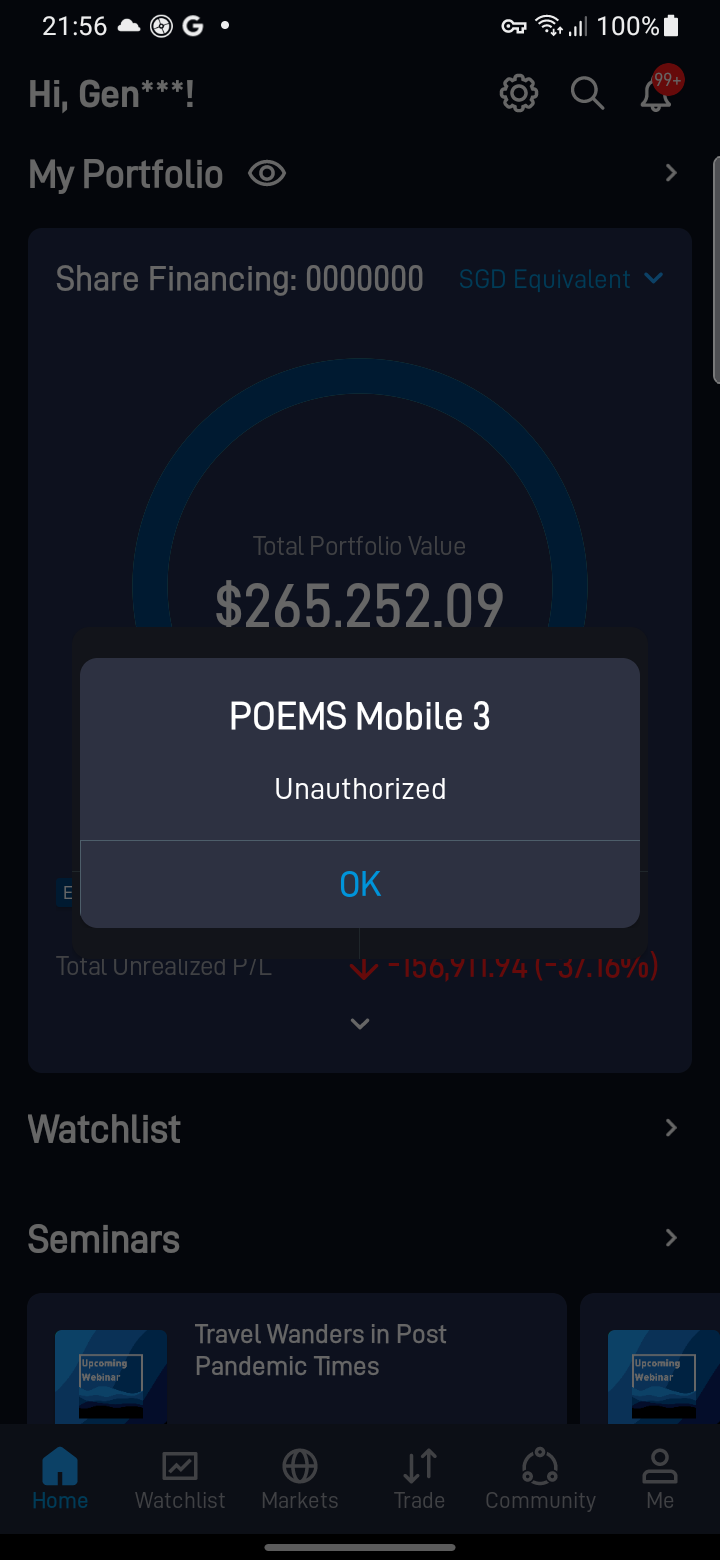 21:56
100%
Hi, Gen***!
99+
My Portfolio
Share Financing: 0000000
SGD Equivalent
Total Portfolio Value
$265,252.09
POEMS Mobile 3
Unauthorized
OK
E
Total Unrealized P/L
-156,911.94 (-37.16%)
Watchlist
Seminars
Upcoming
Webinar
Travel Wanders in Post
Pandemic Times
Upcoming
Webinar
Home
Watchlist
Markets
Trade
Community
Me